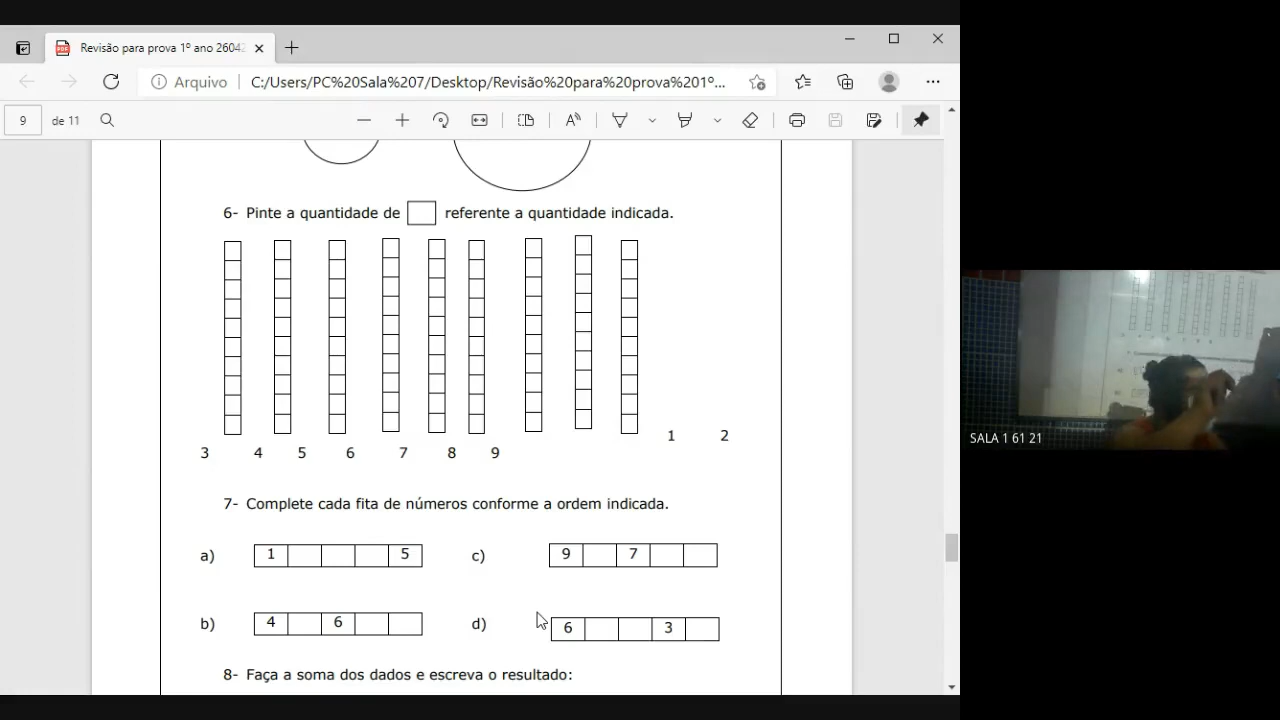 Revisão para prova 1º ano 26042
Arquivo C:/Users/PC%20Sala%207/Desktop/Revisão%20para%20prova%201º...
9 de 11
6- Pinte a quantidade de referente a quantidade indicada.
1 2
3 4 5 6 7 8 9
7- Complete cada fita de números conforme a ordem indicada.
a) 1 5 c) 9 7
b) 4 6 d) 6 3
8- Faça a soma dos dados e escreva o resultado:
SALA 1 61 21